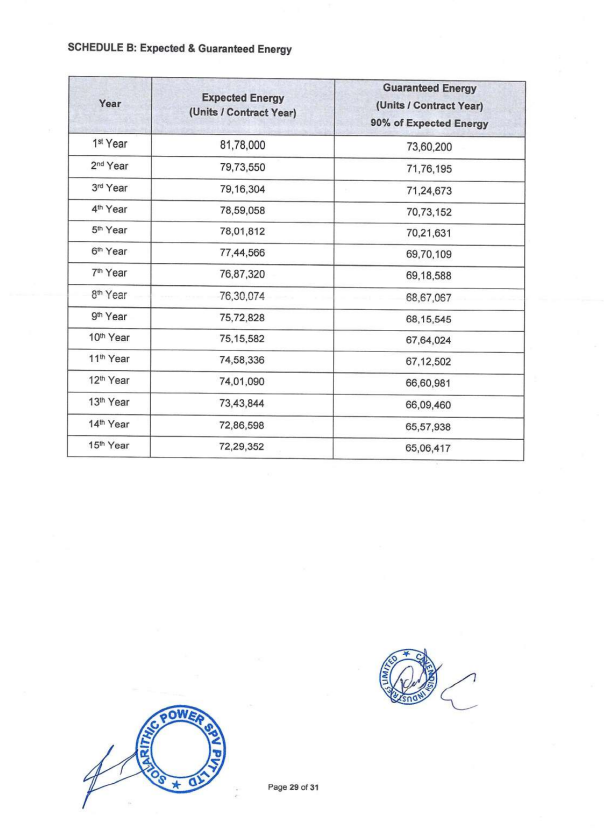 SCHEDULE B: Expected & Guaranteed Energy
Year
Expected Energy
(Units / Contract Year)
Guaranteed Energy
(Units / Contract Year)
90% of Expected Energy
1st Year 81,78,000 73,60,200
2nd Year 79,73,550 71,76,195
3rd Year 79,16,304 71,24,673
4th Year 78,59,058 70,73,152
5th Year 78,01,812 70,21,631
6th Year 77,44,566 69,70,109
7th Year 76,87,320 69,18,588
8th Year 76,30,074 68,67,067
9th Year 75,72,828 68,15,545
10th Year 75,15,582 67,64,024
11th Year 74,58,336 67,12,502
12th Year 74,01,090 66,60,981
13th Year 73,43,844 66,09,460
14th Year 72,86,598 65,57,938
15th Year 72,29,352 65,06,417
CAVENDISH INDUSTRIES LIMITED
SOLARITHIC POWER SPV PVT LTD
Page 29 of 31